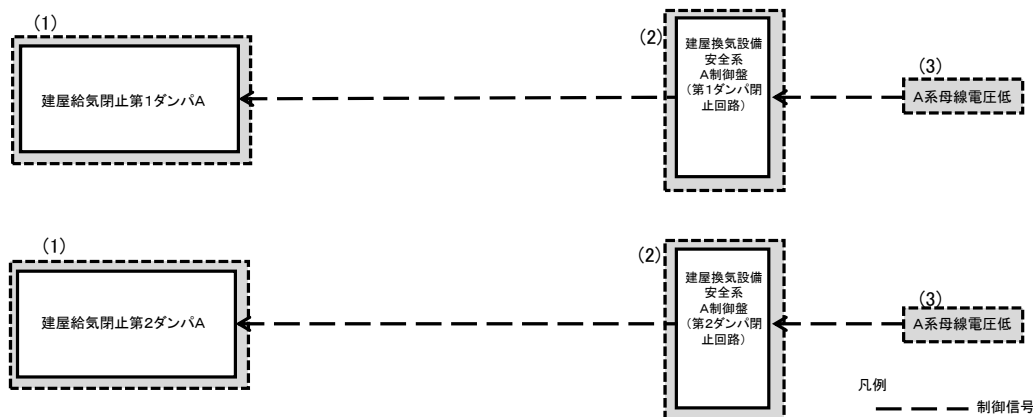 (1)
建屋給気閉止第1ダンパA
(2)
建屋換気設備
安全系
A制御盤
(第1ダンパ閉
止回路)
(3)
A系母線電圧低
(1)
建屋給気閉止第2ダンパA
(2)
建屋換気設備
安全系
A制御盤
(第2ダンパ閉
止回路)
(3)
A系母線電圧低
凡例
制御信号